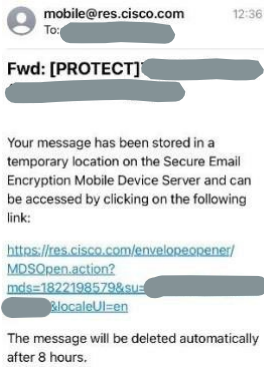 mobile@res.cisco.com 12:36
To:
Fwd: [PROTECT]
Your message has been stored in a
temporary location on the Secure Email
Encryption Mobile Device Server and can
be accessed by clicking on the following
link:
https://res.cisco.com/envelopeopener/
MDSOpen.action?
mds=1822198579&su=
&localeUI=en
The message will be deleted automatically
after 8 hours.